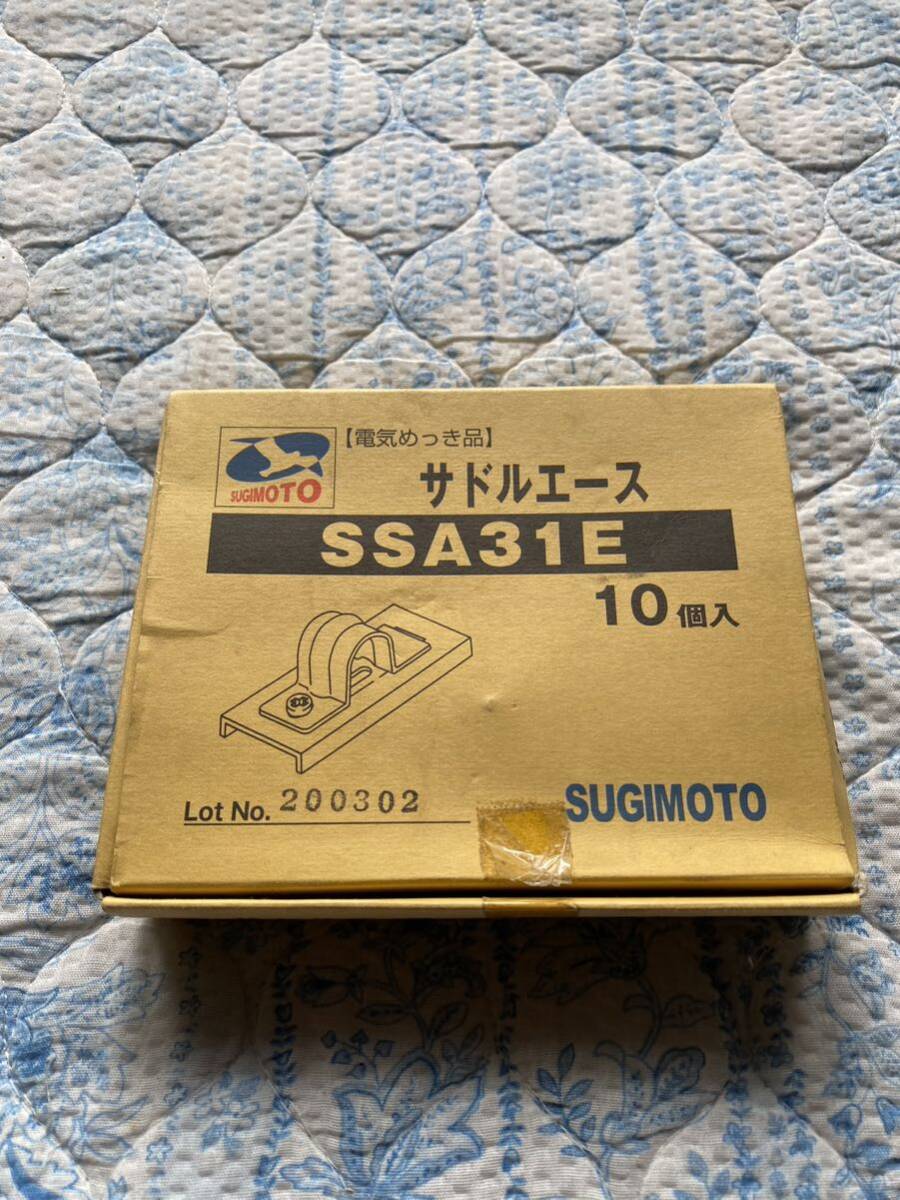 【電気めっき品】
SUGIMOTO
サドルエース
SSA31E
10個入
Lot No. 200302
SUGIMOTO